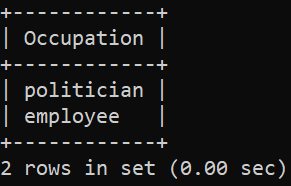 +------------+
| Occupation |
+------------+
| politician |
| employee   |
+------------+
2 rows in set (0.00 sec)